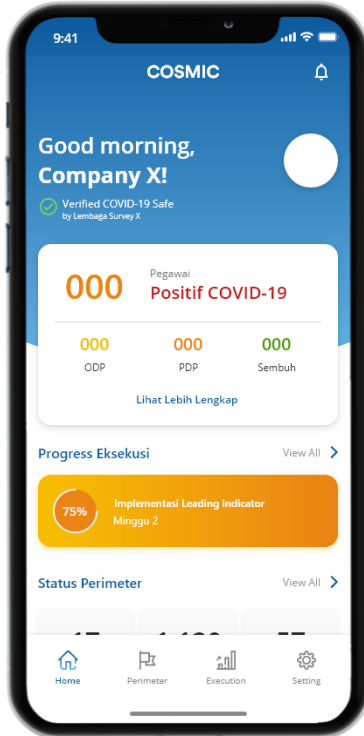 9:41
COSMIC
Good morning,
Company X!
Verified COVID-19 Safe
by Lembaga Survey X
000
Pegawai
Positif COVID-19
000 000 000
ODP PDP Sembuh
Lihat Lebih Lengkap
Progress Eksekusi View All
75%
Implementasi Leading Indicator
Minggu 2
Status Perimeter View All
Home Perimeter Execution Setting